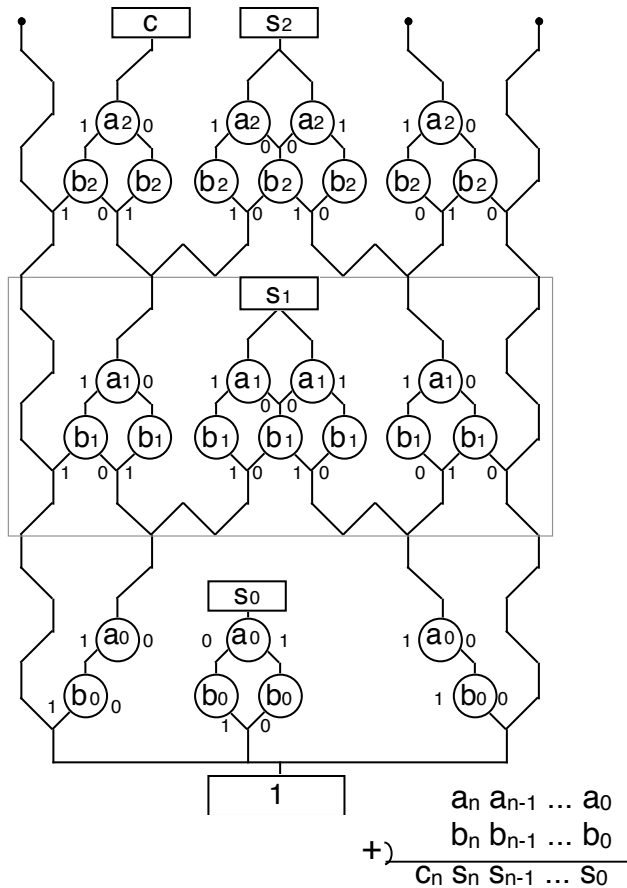 C S2
1 a2 0 1 a2 a2 1 1 a2 0
0 0
b2 b2 b2 b2 b2 b2 b2
1 0 1 1 0 1 0 0 1 0
S1
1 a1 0 1 a1 a1 1 1 a1 0
0 0
b1 b1 b1 b1 b1 b1 b1
1 0 1 1 0 1 0 0 1 0
S0
1 a0 0 0 a0 1 1 a0 0
1 b0 0 b0 b0 1 b0 0
1 0
1
an an-1 ... a0
bn bn-1 ... b0
+)
cn sn sn-1 ... s0